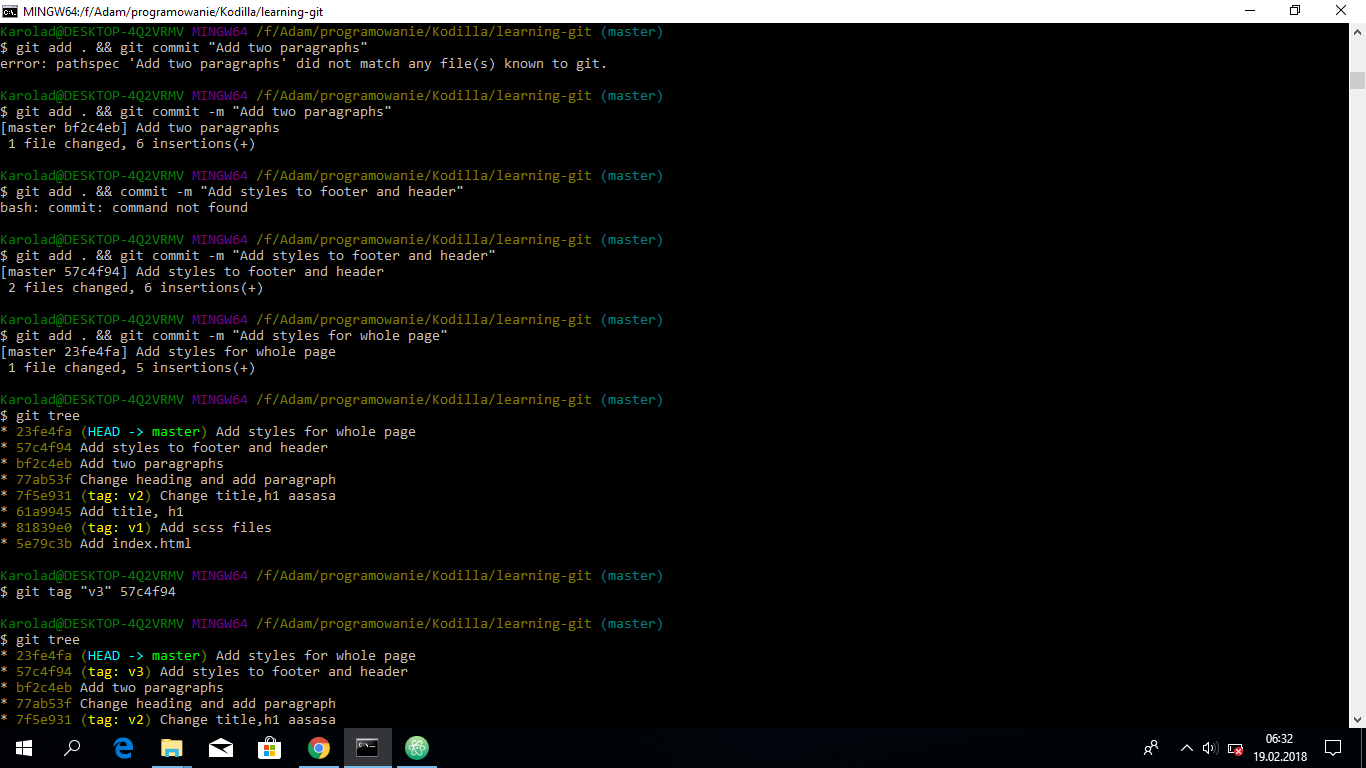 MINGW64:/f/Adam/programowanie/Kodilla/learning-git
Karolad@DESKTOP-4Q2VRMV MINGW64 /f/Adam/programowanie/Kodilla/learning-git (master)
$ git add . && git commit "Add two paragraphs"
error: pathspec 'Add two paragraphs' did not match any file(s) known to git.
Karolad@DESKTOP-4Q2VRMV MINGW64 /f/Adam/programowanie/Kodilla/learning-git (master)
$ git add . && git commit -m "Add two paragraphs"
[master bf2c4eb] Add two paragraphs
 1 file changed, 6 insertions(+)
Karolad@DESKTOP-4Q2VRMV MINGW64 /f/Adam/programowanie/Kodilla/learning-git (master)
$ git add . && commit -m "Add styles to footer and header"
bash: commit: command not found
Karolad@DESKTOP-4Q2VRMV MINGW64 /f/Adam/programowanie/Kodilla/learning-git (master)
$ git add . && git commit -m "Add styles to footer and header"
[master 57c4f94] Add styles to footer and header
 2 files changed, 6 insertions(+)
Karolad@DESKTOP-4Q2VRMV MINGW64 /f/Adam/programowanie/Kodilla/learning-git (master)
$ git add . && git commit -m "Add styles for whole page"
[master 23fe4fa] Add styles for whole page
 1 file changed, 5 insertions(+)
Karolad@DESKTOP-4Q2VRMV MINGW64 /f/Adam/programowanie/Kodilla/learning-git (master)
$ git tree
* 23fe4fa (HEAD -> master) Add styles for whole page
* 57c4f94 Add styles to footer and header
* bf2c4eb Add two paragraphs
* 77ab53f Change heading and add paragraph
* 7f5e931 (tag: v2) Change title,h1 aasasa
* 61a9945 Add title, h1
* 81839e0 (tag: v1) Add scss files
* 5e79c3b Add index.html
Karolad@DESKTOP-4Q2VRMV MINGW64 /f/Adam/programowanie/Kodilla/learning-git (master)
$ git tag "v3" 57c4f94
Karolad@DESKTOP-4Q2VRMV MINGW64 /f/Adam/programowanie/Kodilla/learning-git (master)
$ git tree
* 23fe4fa (HEAD -> master) Add styles for whole page
* 57c4f94 (tag: v3) Add styles to footer and header
* bf2c4eb Add two paragraphs
* 77ab53f Change heading and add paragraph
* 7f5e931 (tag: v2) Change title,h1 aasasa
06:32
19.02.2018